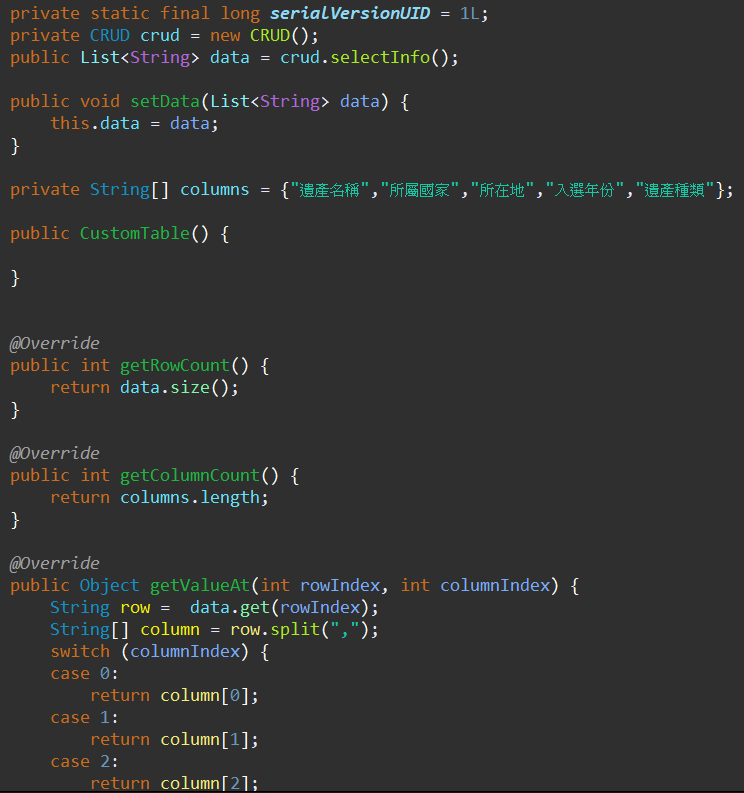 private static final long serialVersionUID = 1L;
private CRUD crud = new CRUD();
public List<String> data = crud.selectInfo();
public void setData(List<String> data) {
this.data = data;
}
private String[] columns = {"遺產名稱","所屬國家","所在地","入選年份","遺產種類"};
public CustomTable() {
}
@Override
public int getRowCount() {
return data.size();
}
@Override
public int getColumnCount() {
return columns.length;
}
@Override
public Object getValueAt(int rowIndex, int columnIndex) {
String row =  data.get(rowIndex);
String[] column = row.split(",");
switch (columnIndex) {
case 0:
return column[0];
case 1:
return column[1];
case 2:
return column[2];